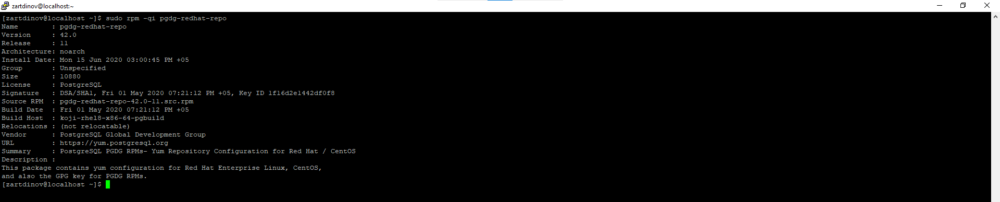 zartdinov@localhost:~
[zartdinov@localhost ~]$ sudo rpm -qi pgdg-redhat-repo
Name        : pgdg-redhat-repo
Version     : 42.0
Release     : 11
Architecture: noarch
Install Date: Mon 15 Jun 2020 03:00:45 PM +05
Group       : Unspecified
Size        : 10880
License     : PostgreSQL
Signature   : DSA/SHA1, Fri 01 May 2020 07:21:12 PM +05, Key ID 1f16d2e1442df0f8
Source RPM  : pgdg-redhat-repo-42.0-11.src.rpm
Build Date  : Fri 01 May 2020 07:21:12 PM +05
Build Host  : koji-rhel8-x86-64-pgbuild
Relocations : (not relocatable)
Vendor      : PostgreSQL Global Development Group
URL         : https://yum.postgresql.org
Summary     : PostgreSQL PGDG RPMs- Yum Repository Configuration for Red Hat / CentOS
Description :
This package contains yum configuration for Red Hat Enterprise Linux, CentOS,
and also the GPG key for PGDG RPMs.
[zartdinov@localhost ~]$